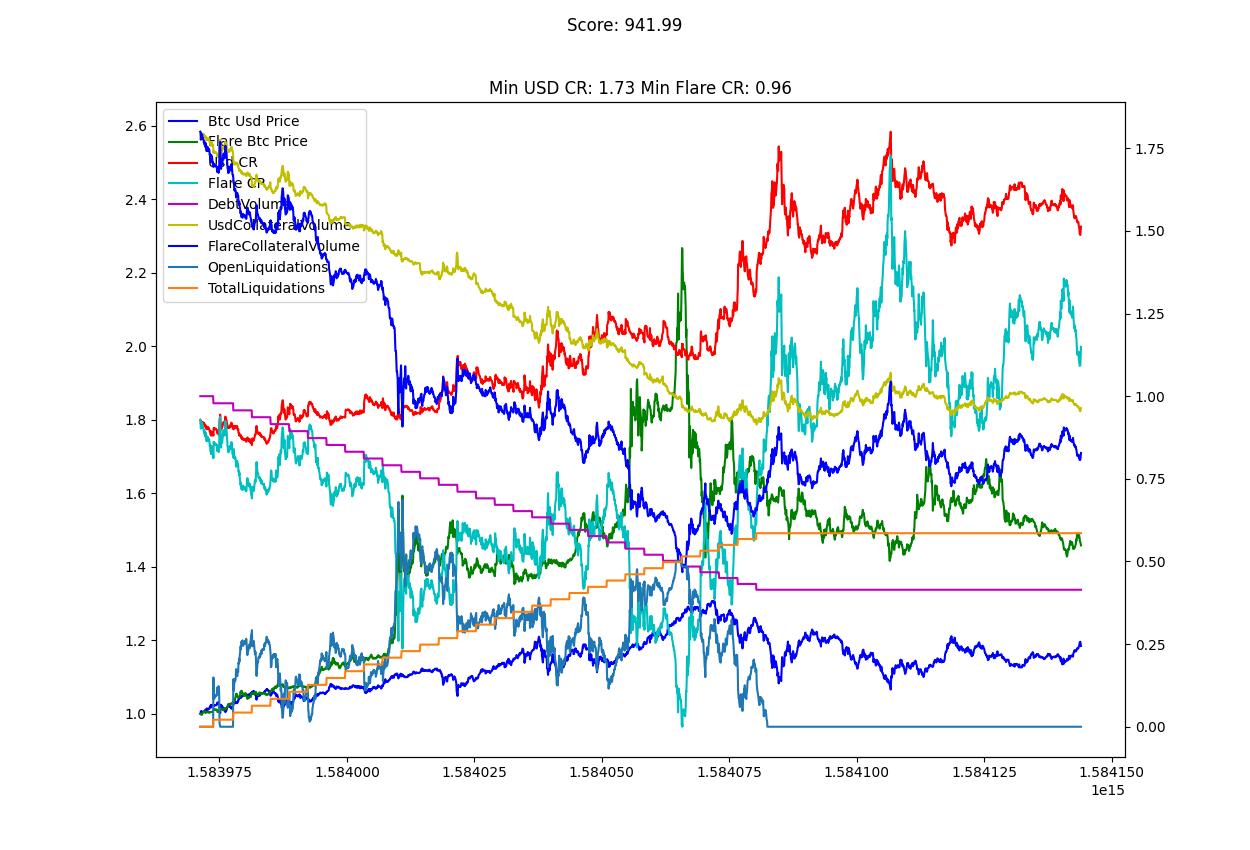 Score: 941.99
Min USD CR: 1.73 Min Flare CR: 0.96
Btc Usd Price
Flare Btc Price
Usd CR
Flare CR
DebtVolume
UsdCollateralVolume
FlareCollateralVolume
OpenLiquidations
TotalLiquidations
2.6
2.4
2.2
2.0
1.8
1.6
1.4
1.2
1.0
1.75
1.50
1.25
1.00
0.75
0.50
0.25
0.00
1.583975 1.584000 1.584025 1.584050 1.584075 1.584100 1.584125 1.584150
1e15